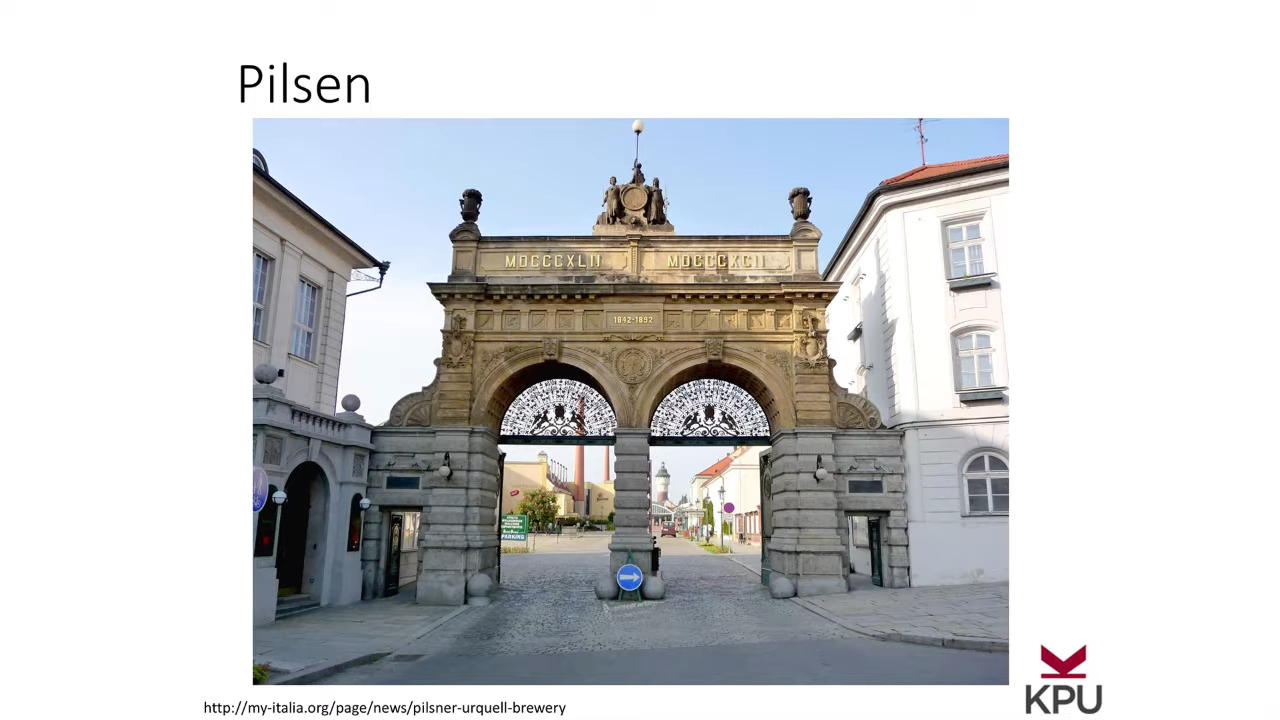 Pilsen
MDCCCXLII MDCCCXCII
1842-1892
PARKING
http://my-italia.org/page/news/pilsner-urquell-brewery
KPU